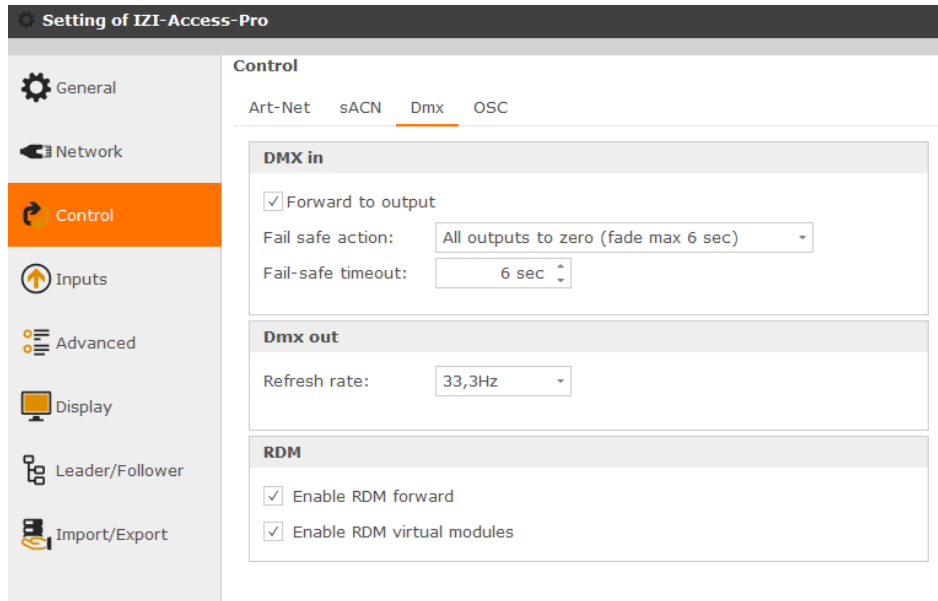 Setting of IZI-Access-Pro
General
Network
Control
Inputs
Advanced
Display
Leader/Follower
Import/Export
Control
Art-Net sACN Dmx OSC
DMX in
Forward to output
Fail safe action: All outputs to zero (fade max 6 sec)
Fail-safe timeout: 6 sec
Dmx out
Refresh rate: 33,3Hz
RDM
Enable RDM forward
Enable RDM virtual modules